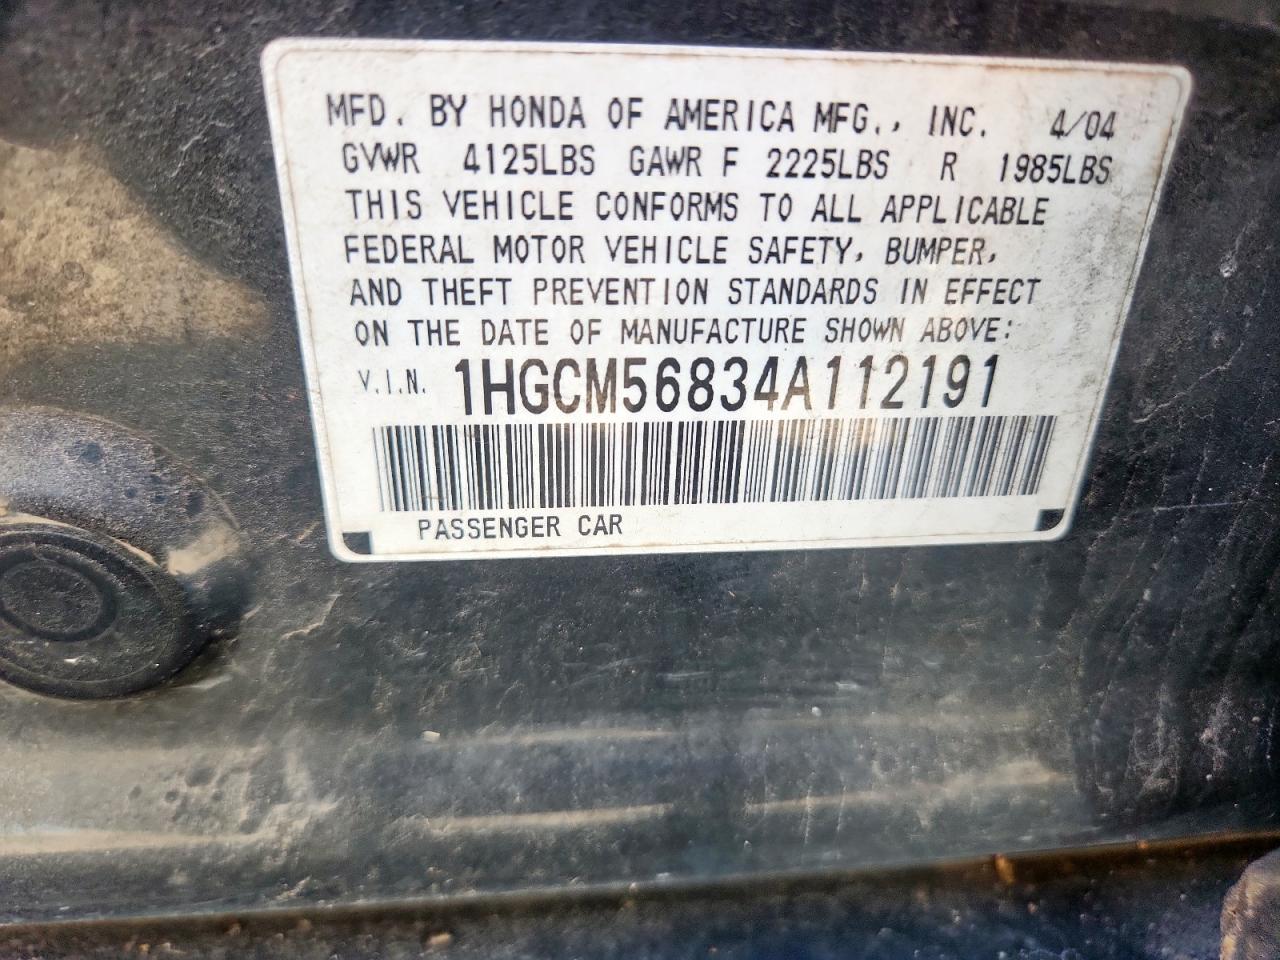 MFD. BY HONDA OF AMERICA MFG., INC. 4/04
GVWR 4125LBS GAWR F 2225LBS R 1985LBS
THIS VEHICLE CONFORMS TO ALL APPLICABLE
FEDERAL MOTOR VEHICLE SAFETY, BUMPER,
AND THEFT PREVENTION STANDARDS IN EFFECT
ON THE DATE OF MANUFACTURE SHOWN ABOVE:
V.I.N. 1HGCM56834A112191
PASSENGER CAR